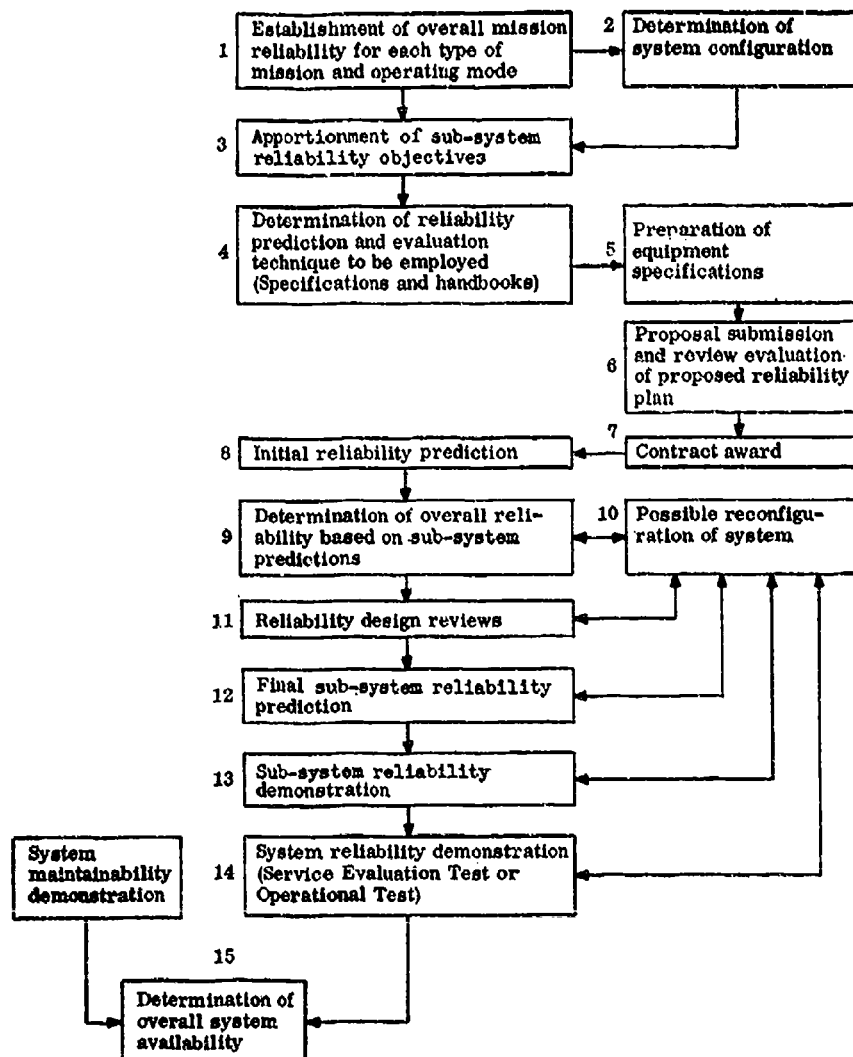 1
Establishment of overall mission
reliability for each type of
mission and operating mode
2
Determination of
system configuration
3
Apportionment of sub-system
reliability objectives
4
Determination of reliability
prediction and evaluation
technique to be employed
(Specifications and handbooks)
5
Preparation of
equipment
specifications
6
Proposal submission
and review evaluation
of proposed reliability
plan
7
Contract award
8
Initial reliability prediction
9
Determination of overall reli-
ability based on sub-system
predictions
10
Possible reconfigu-
ration of system
11
Reliability design reviews
12
Final sub-system reliability
prediction
13
Sub-system reliability
demonstration
System
maintainability
demonstration
14
System reliability demonstration
(Service Evaluation Test or
Operational Test)
15
Determination of
overall system
availability